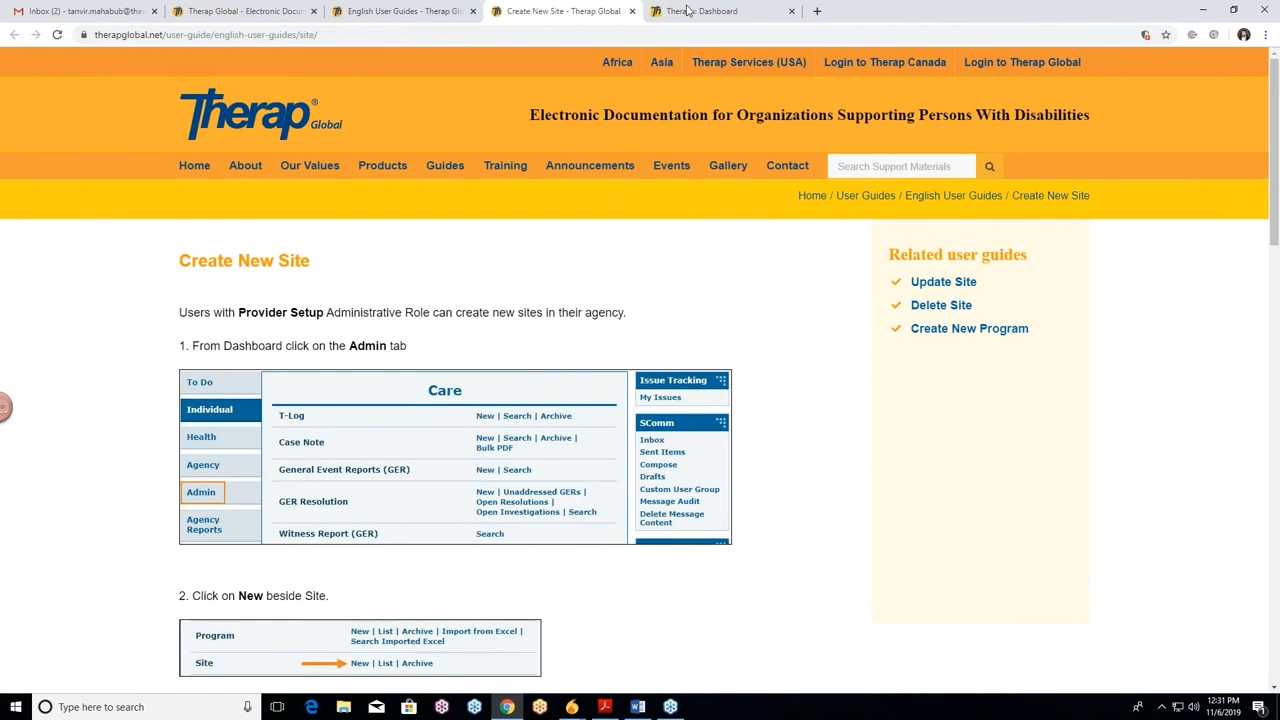 Inbox (2) - tanvir.mahabub@the
Therap Global - Electronic Docum
English User Guides - Therap Glo
Create New Site - Therap Global
Therap Dashboard
therapglobal.net/user-guide/english-user-guides/site/
Africa
Asia
Therap Services (USA)
Login to Therap Canada
Login to Therap Global
Therap® Global
Electronic Documentation for Organizations Supporting Persons With Disabilities
Home
About
Our Values
Products
Guides
Training
Announcements
Events
Gallery
Contact
Search Support Materials
Home / User Guides / English User Guides / Create New Site
Create New Site
Users with Provider Setup Administrative Role can create new sites in their agency.
1. From Dashboard click on the Admin tab
To Do
Individual
Health
Agency
Admin
Agency
Reports
Care
T-Log
New | Search | Archive
Case Note
New | Search | Archive |
Bulk PDF
General Event Reports (GER)
New | Search
GER Resolution
New | Unaddressed GERs |
Open Resolutions |
Open Investigations | Search
Witness Report (GER)
Search
Issue Tracking
My Issues
SComm
Inbox
Sent Items
Compose
Drafts
Custom User Group
Message Audit
Delete Message
Content
2. Click on New beside Site.
Program
New | List | Archive | Import from Excel |
Search Imported Excel
Site
New | List | Archive
Related user guides
Update Site
Delete Site
Create New Program
Type here to search
12:31 PM
11/6/2019